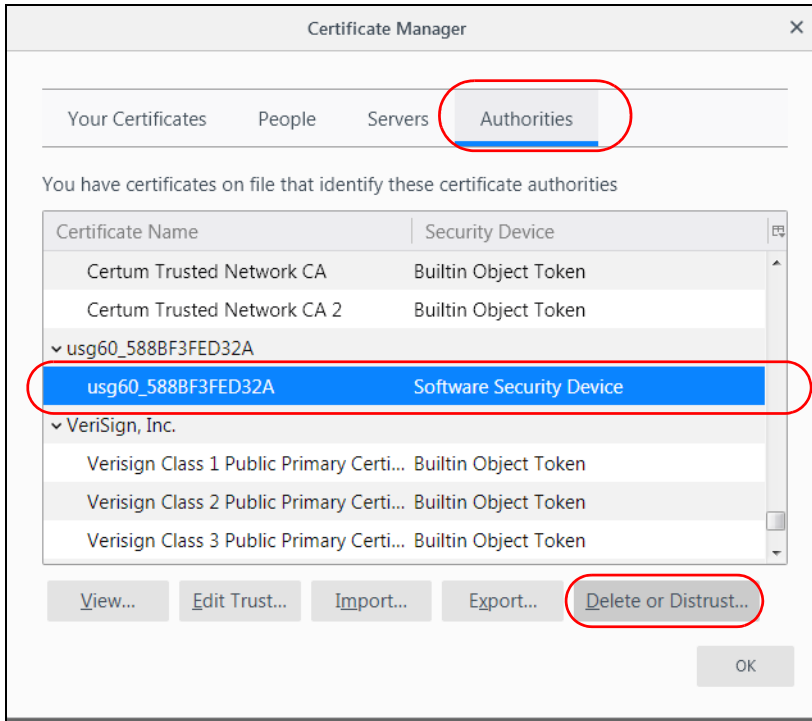 Certificate Manager
Your Certificates People Servers Authorities
You have certificates on file that identify these certificate authorities
Certificate Name Security Device
Certum Trusted Network CA Builtin Object Token
Certum Trusted Network CA 2 Builtin Object Token
usg60_588BF3FED32A
usg60_588BF3FED32A Software Security Device
VeriSign, Inc.
Verisign Class 1 Public Primary Certi... Builtin Object Token
Verisign Class 2 Public Primary Certi... Builtin Object Token
Verisign Class 3 Public Primary Certi... Builtin Object Token
View... Edit Trust... Import... Export... Delete or Distrust...
OK